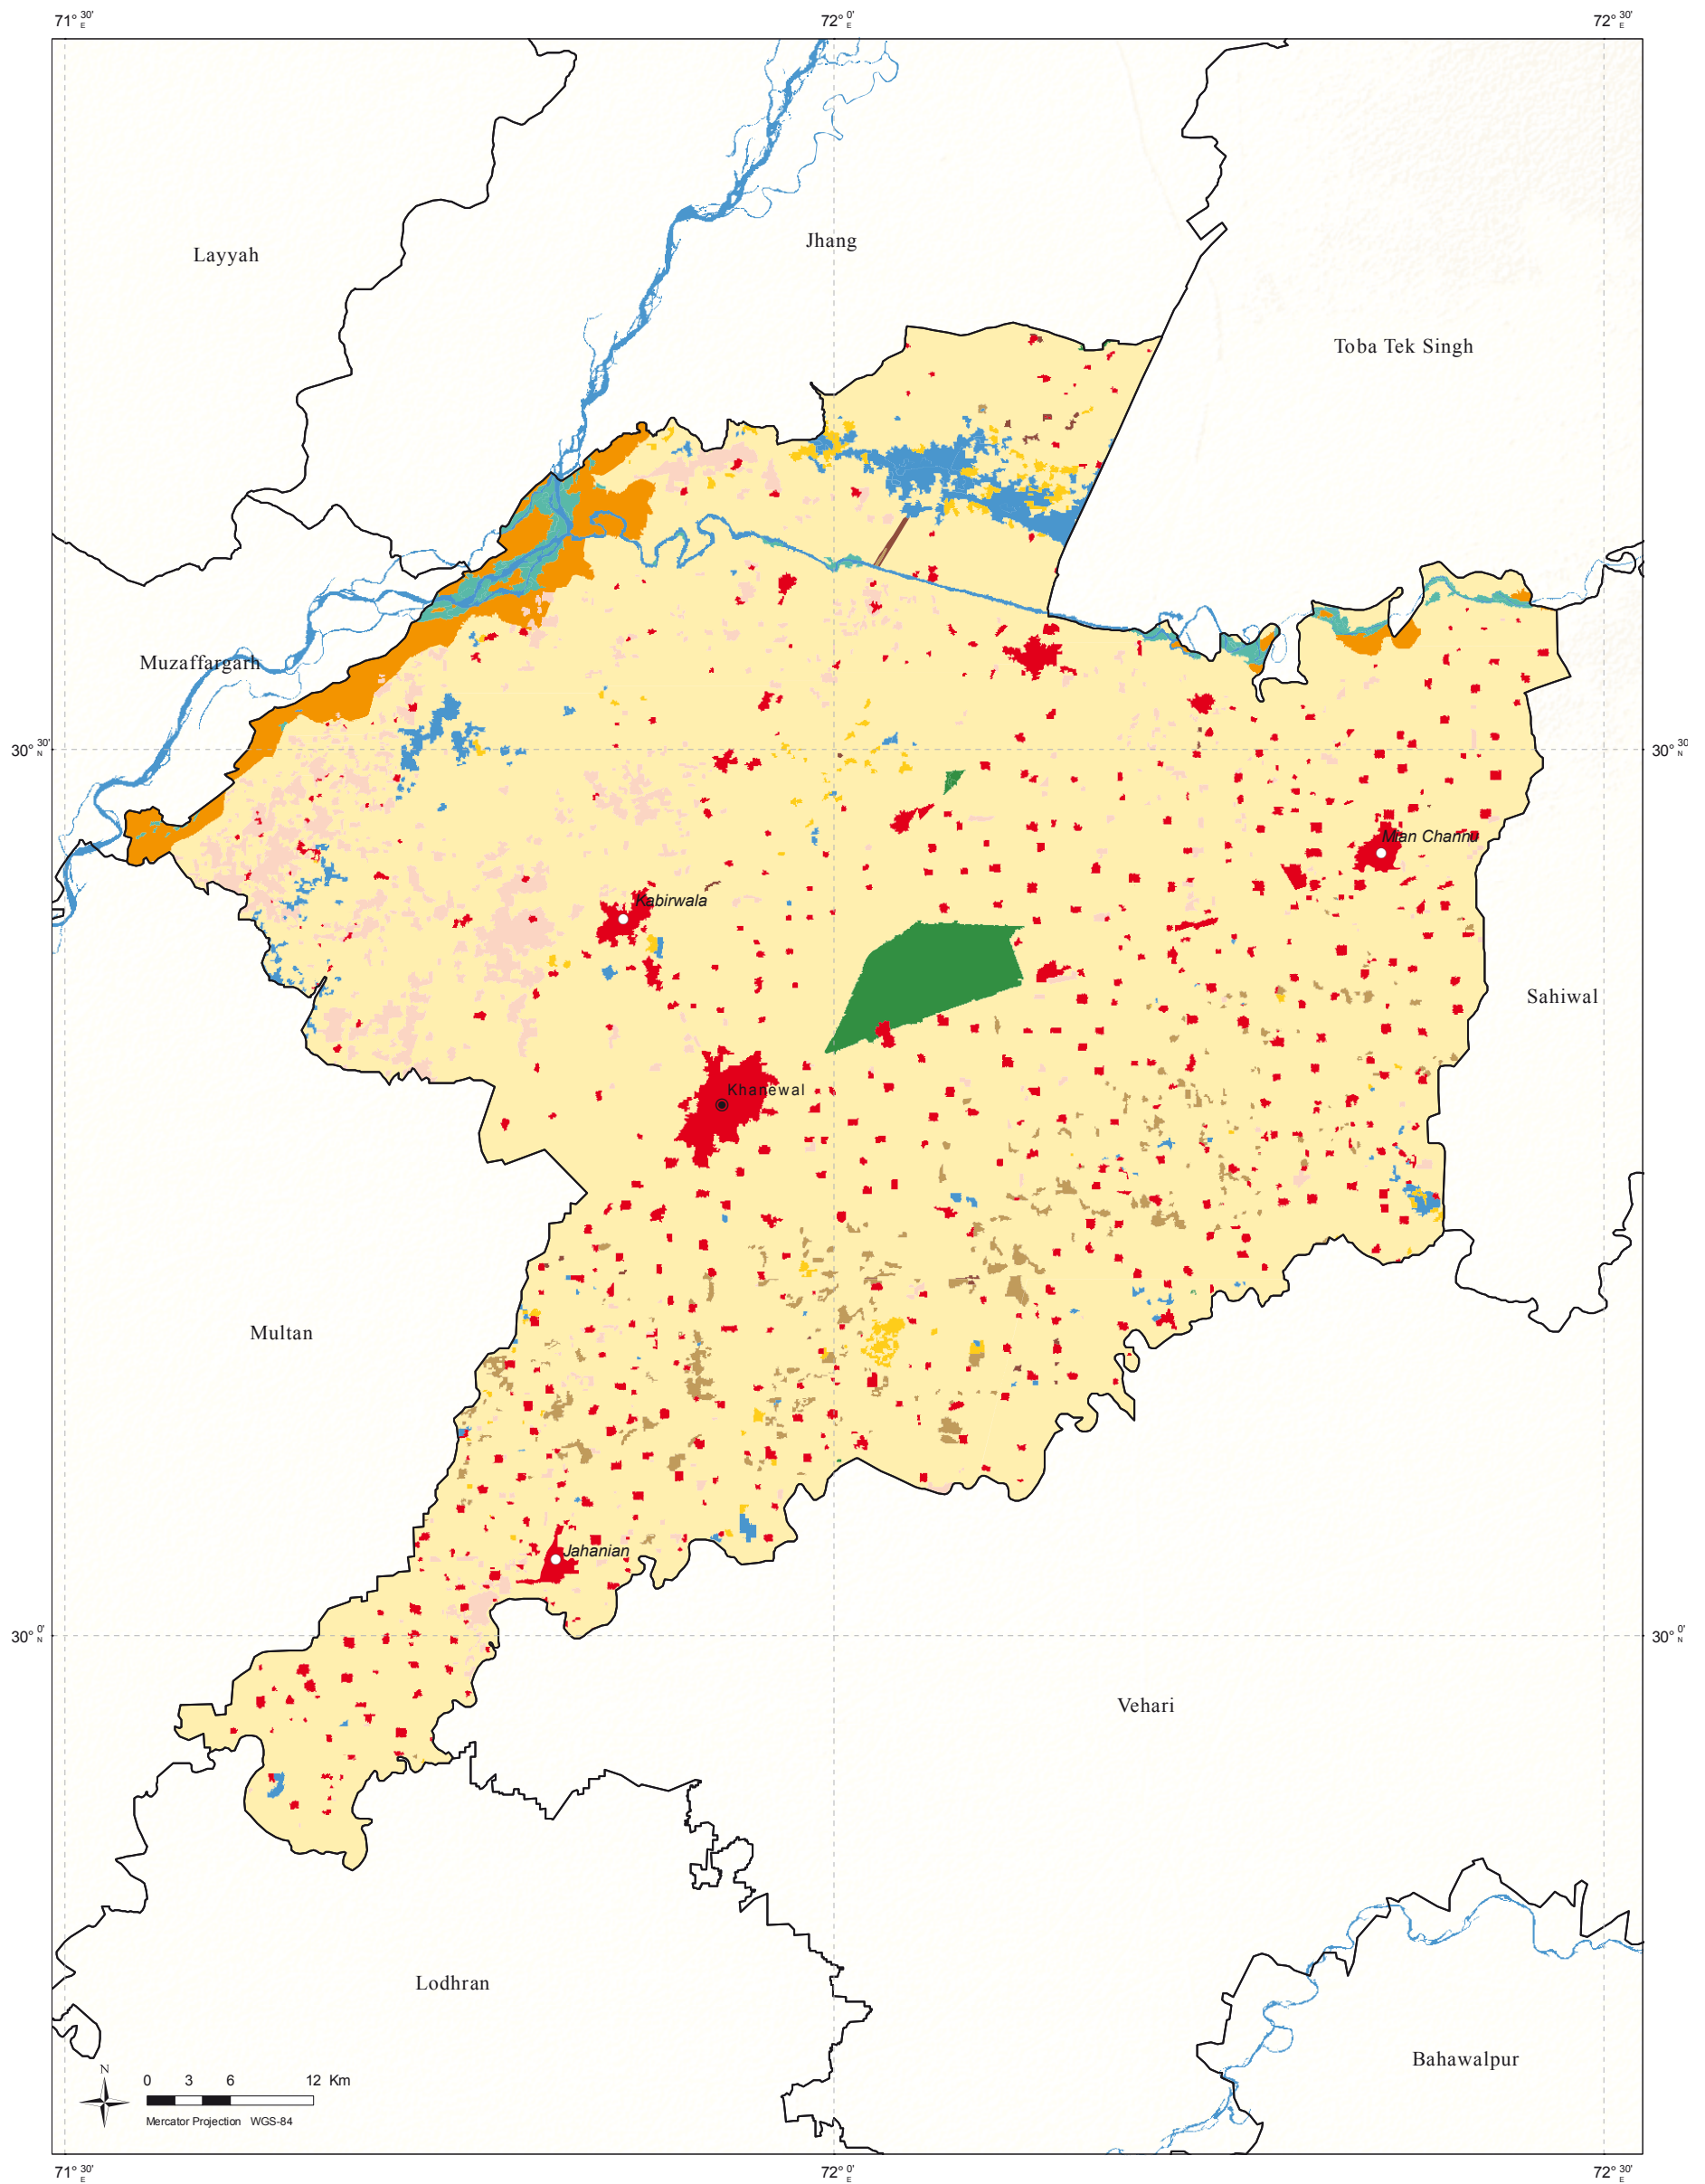 71° 30' E 72° 0' E 72° 30' E
Jhang
Layyah
Toba Tek Singh
Muzaffargarh
30° 30' N 30° 30' N
Mian Channu
Kabirwala
Sahiwal
Khanewal
Multan
Jahanian
30° 0' N 30° 0' N
Vehari
Lodhran
Bahawalpur
N
0 3 6 12 Km
Mercator Projection WGS-84
71° 30' E 72° 0' E 72° 30' E